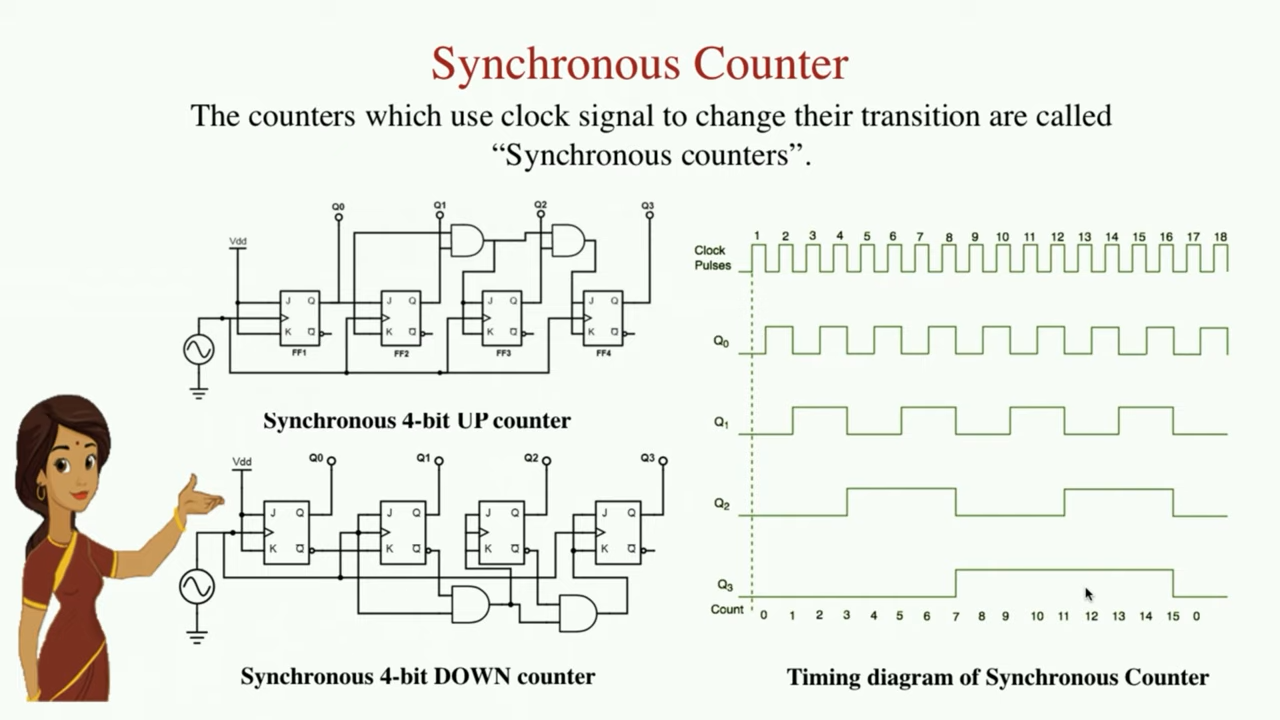 Synchronous Counter
The counters which use clock signal to change their transition are called
“Synchronous counters”.
Q0 Q1 Q2 Q3
Vdd
J Q J Q J Q J Q
K Q K Q K Q K Q
FF1 FF2 FF3 FF4
Synchronous 4-bit UP counter
Vdd Q0 Q1 Q2 Q3
J Q J Q J Q J Q
K Q K Q K Q K Q
Synchronous 4-bit DOWN counter
1 2 3 4 5 6 7 8 9 10 11 12 13 14 15 16 17 18
Clock
Pulses
Q0
Q1
Q2
Q3
Count 0 1 2 3 4 5 6 7 8 9 10 11 12 13 14 15 0
Timing diagram of Synchronous Counter